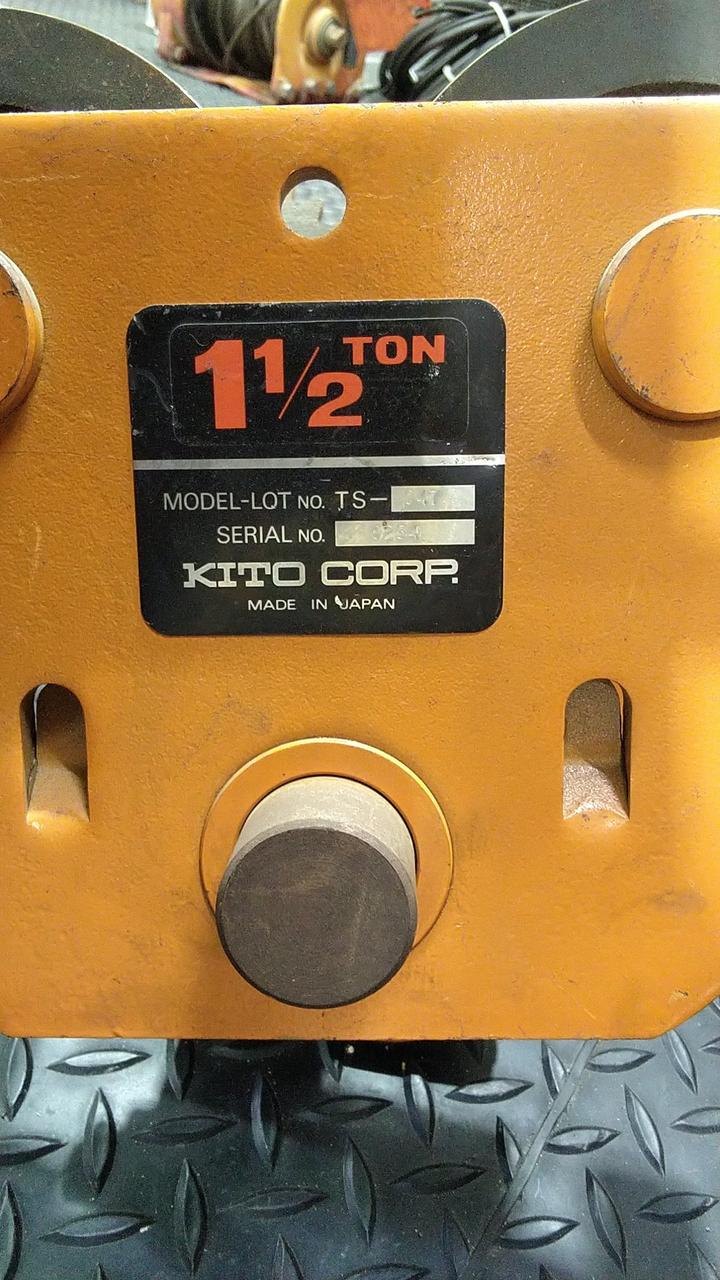 1 1/2 TON
MODEL-LOT NO. TS-
SERIAL NO.
KITO CORP.
MADE IN JAPAN